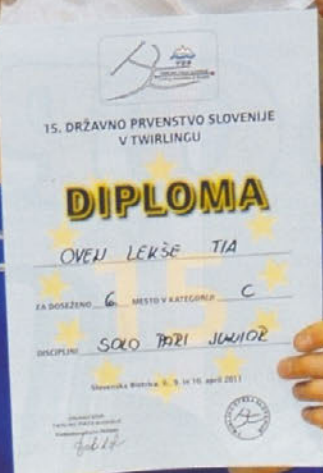 15. DRŽAVNO PRVENSTVO SLOVENIJE
V TWIRLINGU
DIPLOMA
OVEN LEKŠE TIA
ZA DOSEŽENO 6. MESTO V KATEGORIJI C
DISCIPLINI SOLO PARI JUNIOR
Slovenska Bistrica, 8., 9. in 10. april 2011